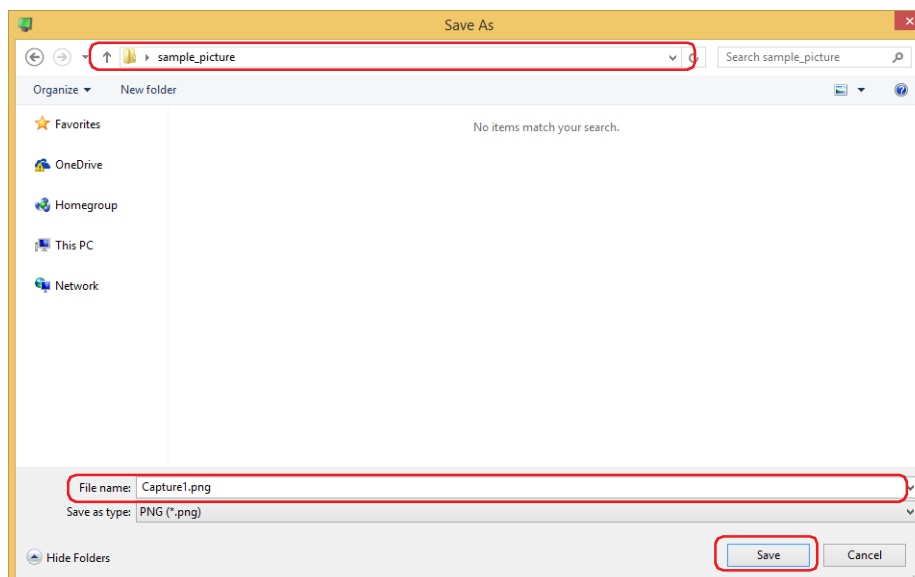 Save As
sample_picture
Search sample_picture
Organize
New folder
Favorites
No items match your search.
OneDrive
Homegroup
This PC
Network
File name: Capture1.png
Save as type: PNG (*.png)
Hide Folders
Save
Cancel